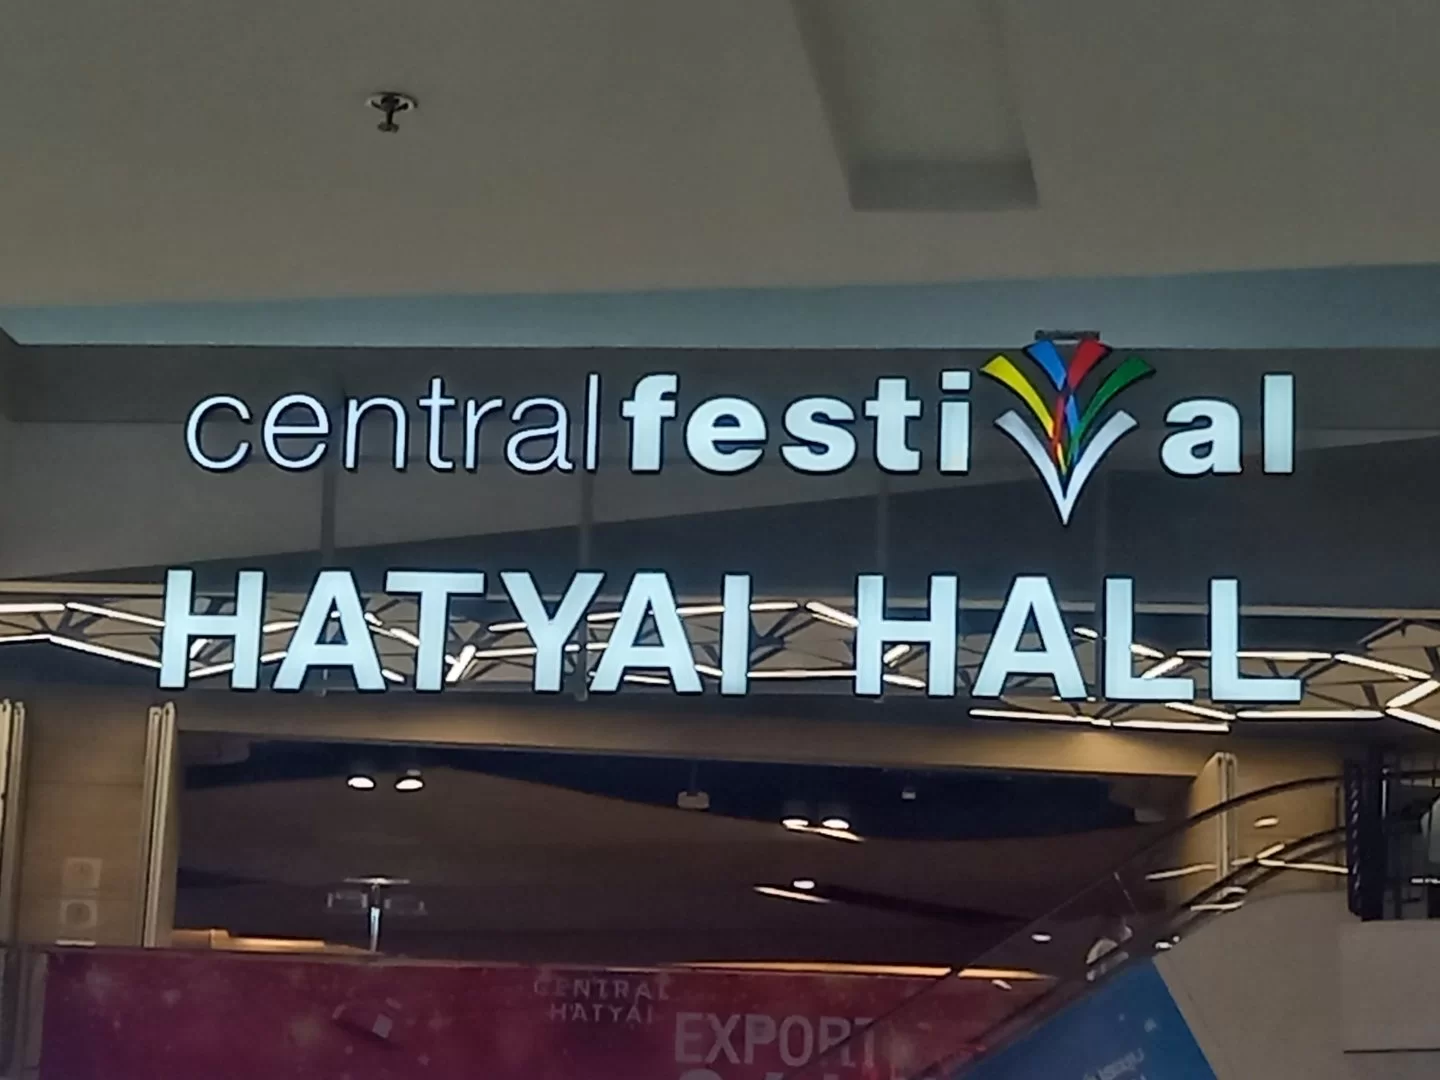 centralfestival
HATYAI HALL
CENTRAL
HATYAI
EXPORT